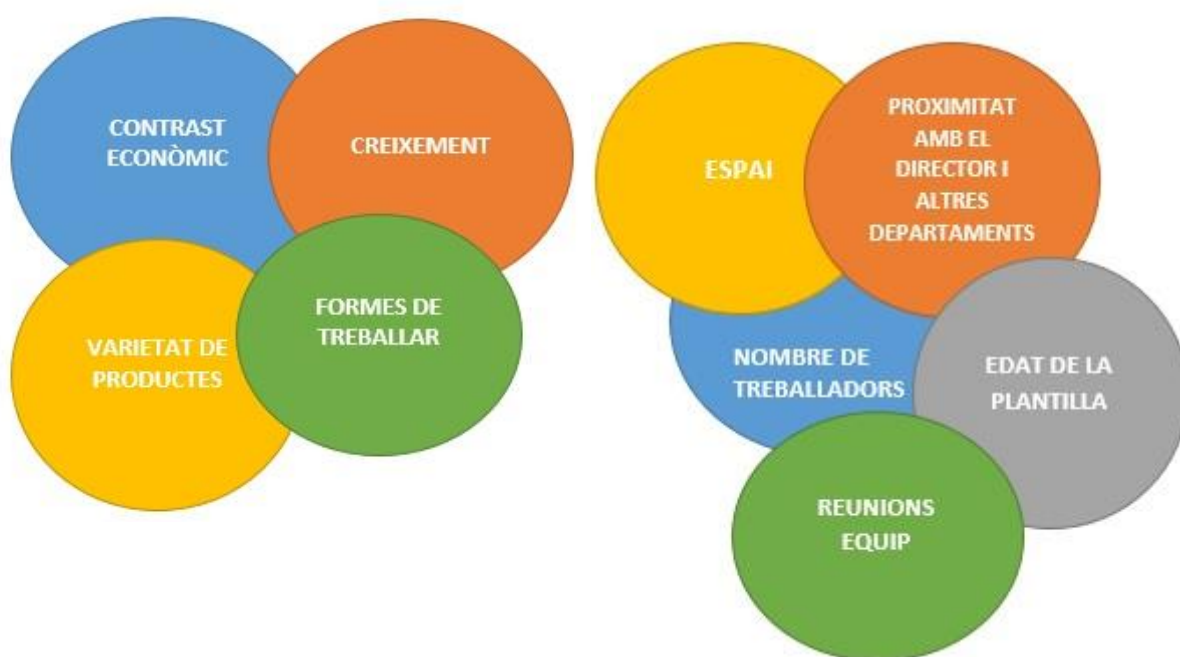 CONTRAST
ECONÒMIC
CREIXEMENT
VARIETAT DE
PRODUCTES
FORMES DE
TREBALLAR
ESPAI
PROXIMITAT
AMB EL
DIRECTOR I
ALTRES
DEPARTAMENTS
NOMBRE DE
TREBALLADORS
EDAT DE LA
PLANTILLA
REUNIONS
EQUIP